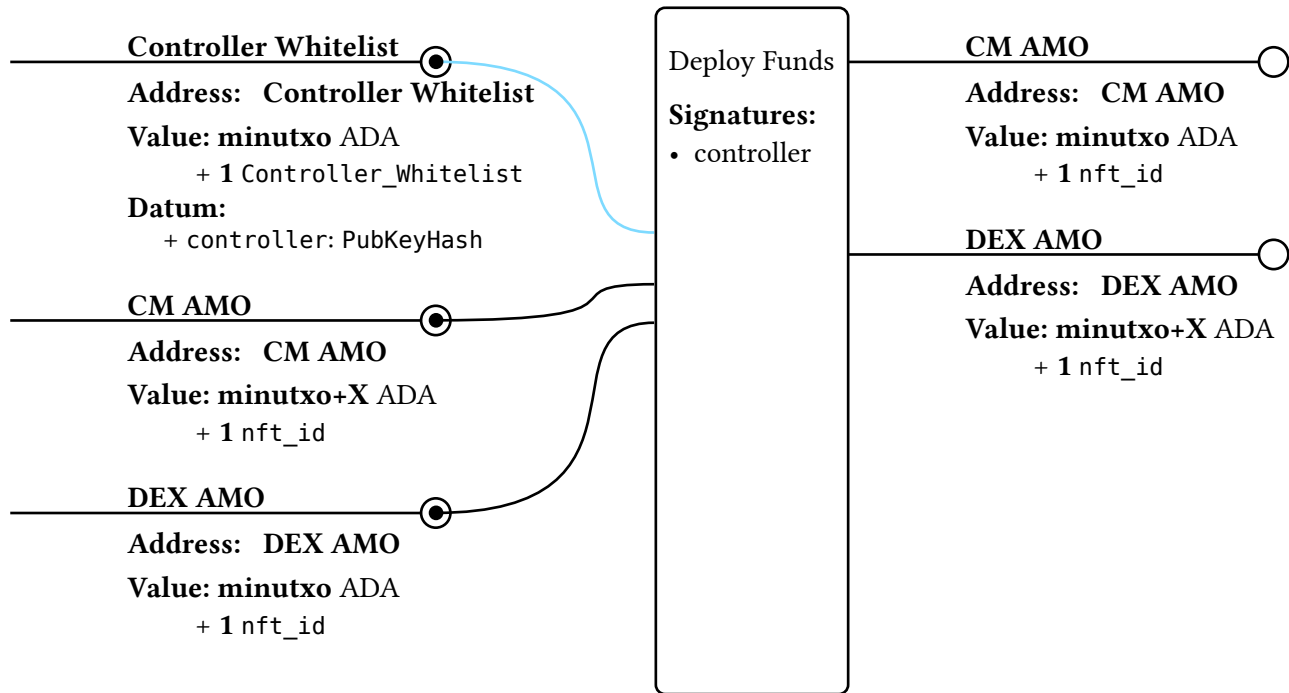 Controller Whitelist
Address: Controller Whitelist
Value: minutxo ADA
+ 1 Controller_Whitelist
Datum:
+ controller: PubKeyHash
CM AMO
Address: CM AMO
Value: minutxo+X ADA
+ 1 nft_id
DEX AMO
Address: DEX AMO
Value: minutxo ADA
+ 1 nft_id
Deploy Funds
Signatures:
• controller
CM AMO
Address: CM AMO
Value: minutxo ADA
+ 1 nft_id
DEX AMO
Address: DEX AMO
Value: minutxo+X ADA
+ 1 nft_id